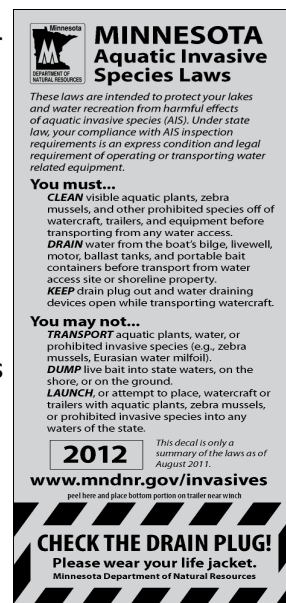 Minnesota
DEPARTMENT OF
NATURAL RESOURCES
MINNESOTA
Aquatic Invasive
Species Laws
These laws are intended to protect your lakes
and water recreation from harmful effects
of aquatic invasive species (AIS). Under state
law, your compliance with AIS inspection
requirements is an express condition and legal
requirement of operating or transporting water
related equipment.
You must...
CLEAN visible aquatic plants, zebra
mussels, and other prohibited species off of
watercraft, trailers, and equipment before
transporting from any water access.
DRAIN water from the boat's bilge, livewell,
motor, ballast tanks, and portable bait
containers before transport from water
access site or shoreline property.
KEEP drain plug out and water draining
devices open while transporting watercraft.
You may not...
TRANSPORT aquatic plants, water, or
prohibited invasive species (e.g., zebra
mussels, Eurasian water milfoil).
DUMP live bait into state waters, on the
shore, or on the ground.
LAUNCH, or attempt to place, watercraft or
trailers with aquatic plants, zebra mussels,
or prohibited invasive species into any
waters of the state.
2012
This decal is only a
summary of the laws as of
August 2011.
www.mndnr.gov/invasives
peel here and place bottom portion on trailer near winch
CHECK THE DRAIN PLUG!
Please wear your life jacket.
Minnesota Department of Natural Resources